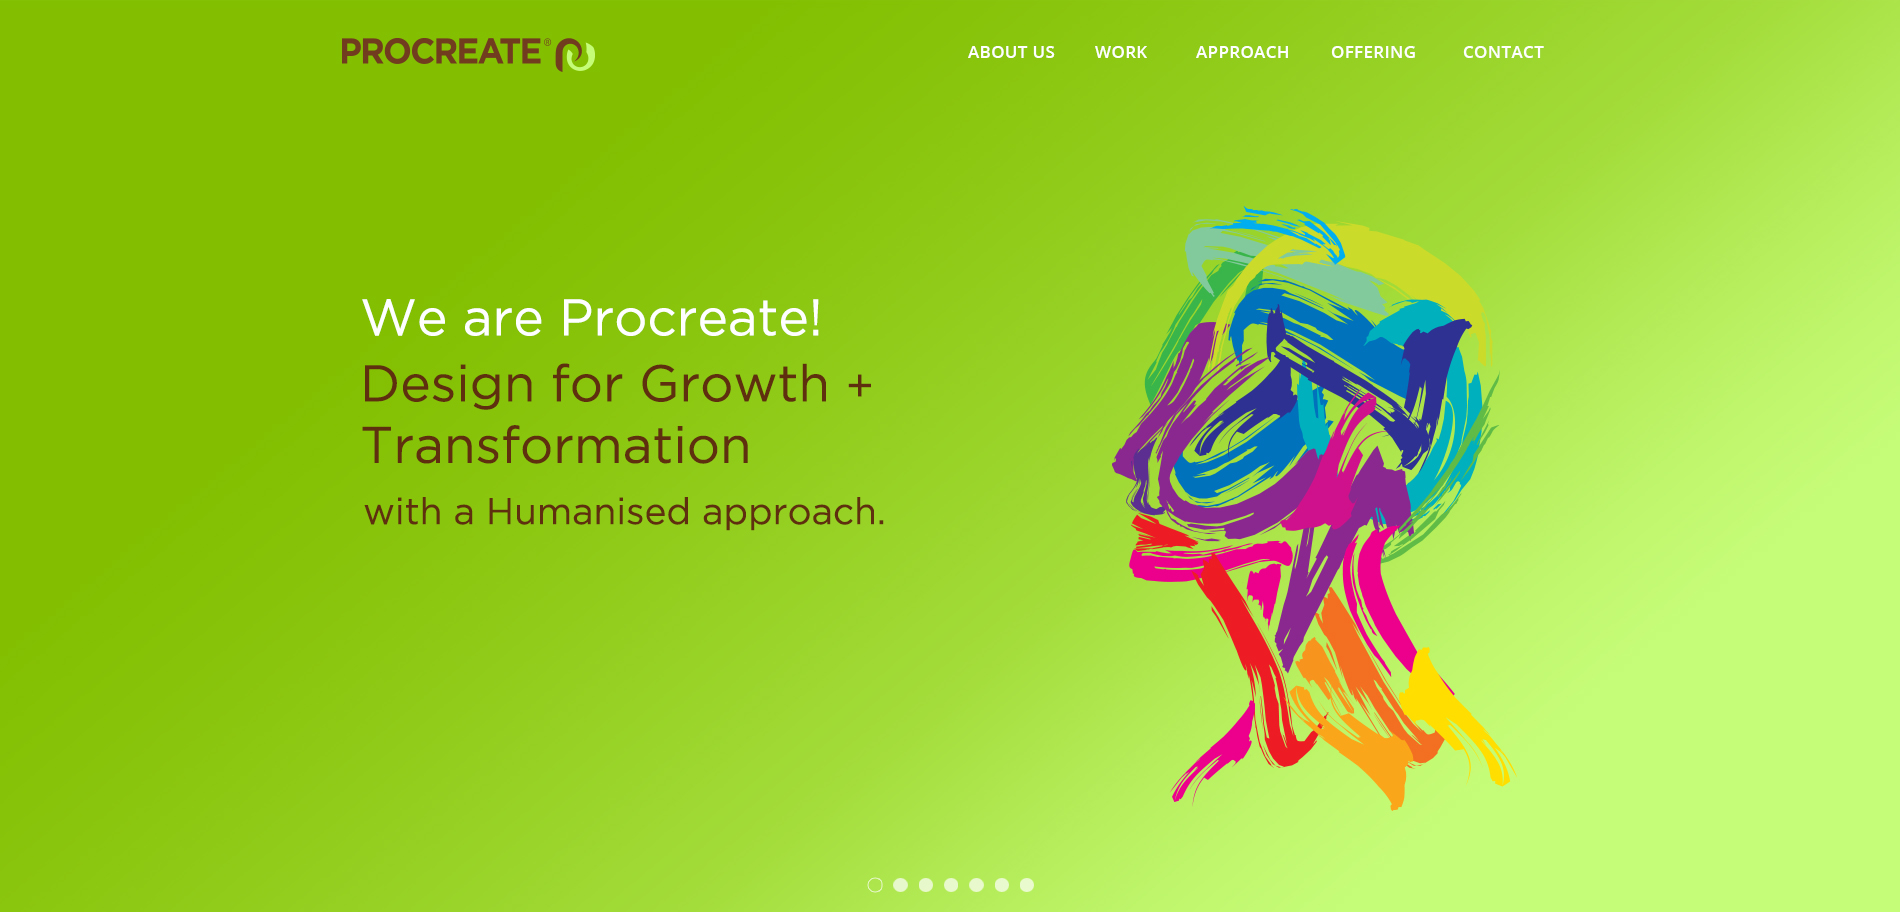 PROCREATE®
ABOUT US WORK APPROACH OFFERING CONTACT
We are Procreate!
Design for Growth +
Transformation
with a Humanised approach.